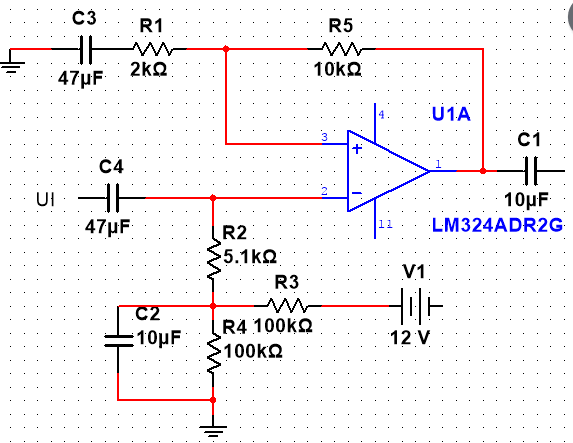 C3
R1
R5
47µF
2kΩ
10kΩ
4
U1A
3
+
C4
1
C1
UI
2
−
47µF
10µF
11
LM324ADR2G
R2
5.1kΩ
R3
V1
C2
10µF
R4
100kΩ
12 V
100kΩ